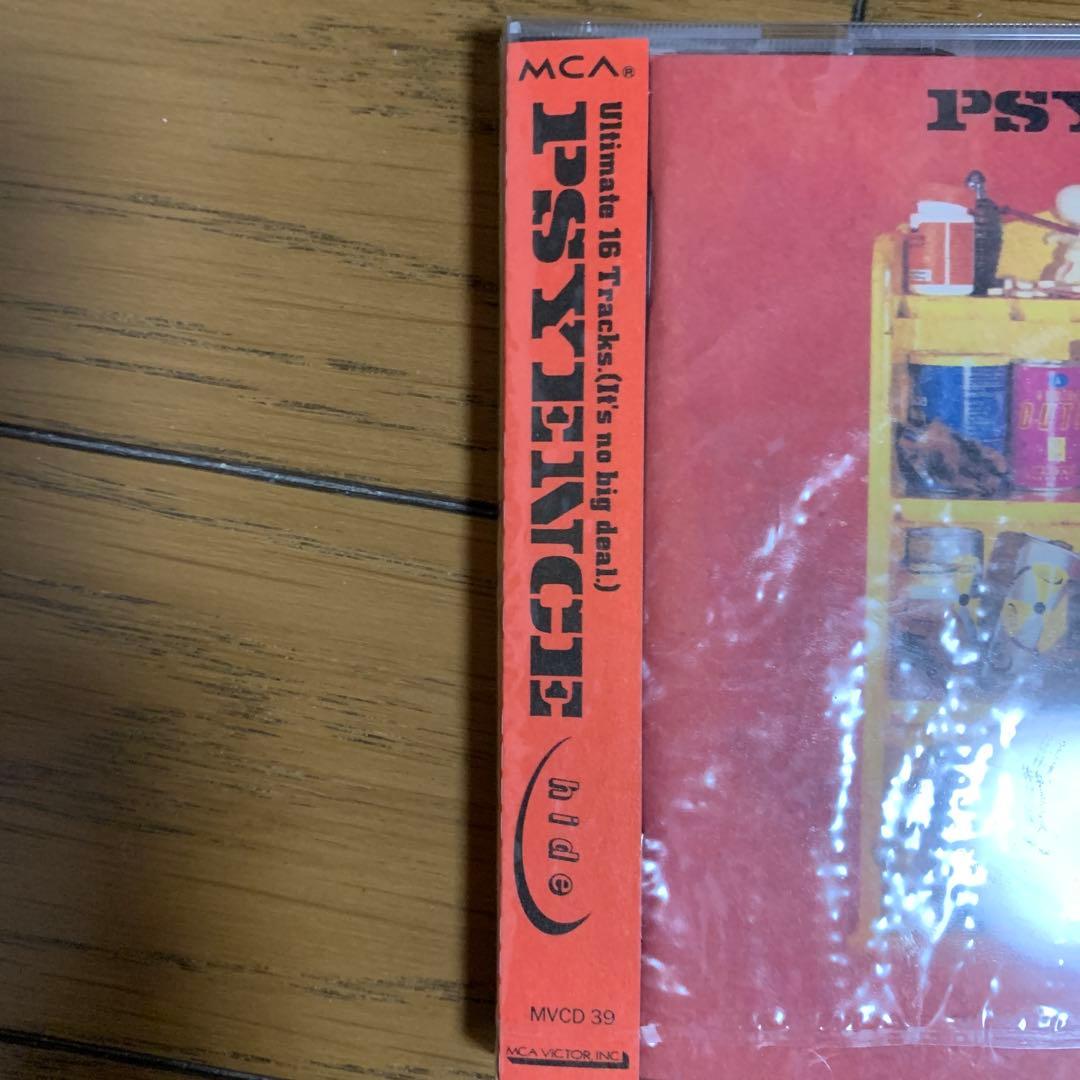 MCA®
PSYENCE
Ultimate 16 Tracks.(It's no big deal.)
hide
MVCD 39
MCA VICTOR, INC.
PSY